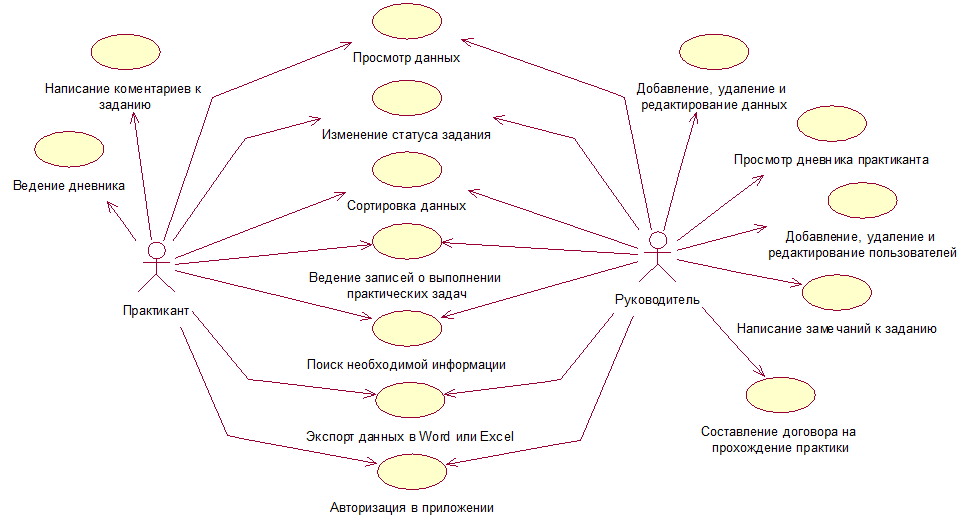 Просмотр данных
Написание коментариев к
заданию
Добавление, удаление и
редактирование данных
Изменение статуса задания
Просмотр дневника практиканта
Ведение дневника
Сортировка данных
Добавление, удаление и
редактирование пользователей
Ведение записей о выполнении
практических задач
Практикант
Руководитель
Написание замечаний к заданию
Поиск необходимой информации
Экспорт данных в Word или Excel
Составление договора на
прохождение практики
Авторизация в приложении